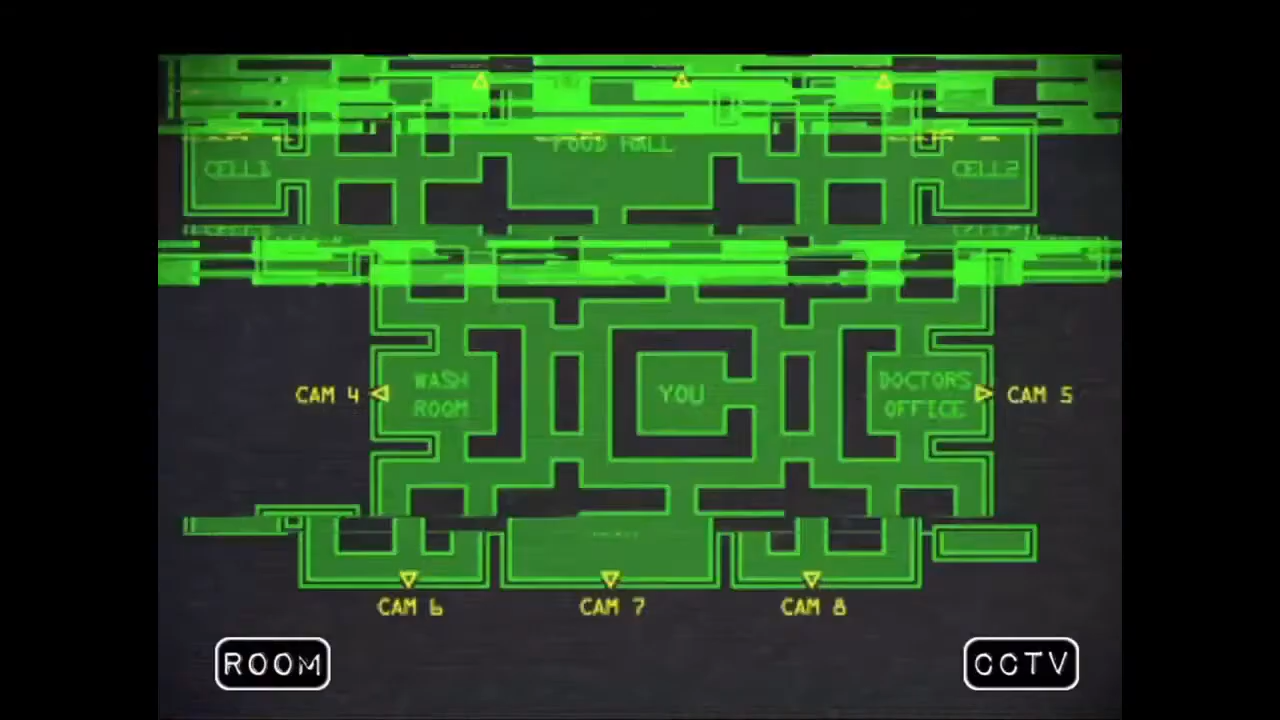 FOOD HALL
CELL1
CELL2
CAM 4
WASH
ROOM
YOU
DOCTORS
OFFICE
CAM 5
CAM 6
CAM 7
CAM 8
ROOM
CCTV